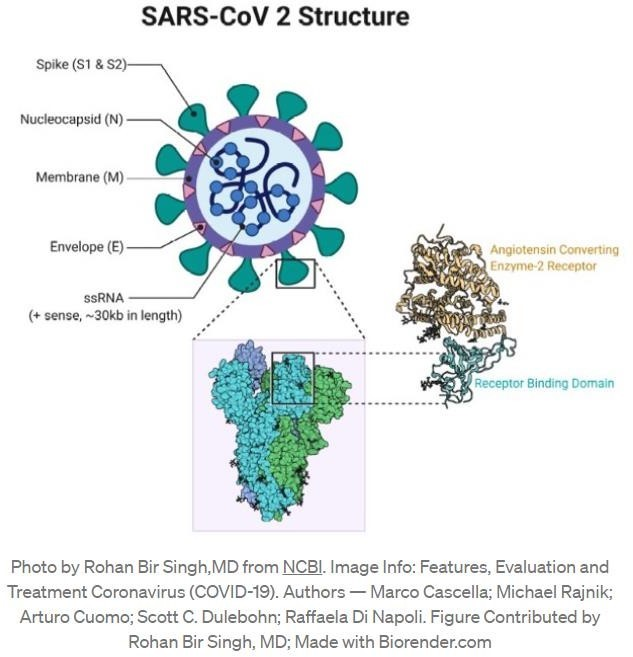 SARS-CoV 2 Structure
Spike (S1 & S2)
Nucleocapsid (N)
Membrane (M)
Envelope (E)
ssRNA
(+ sense, ~30kb in length)
Angiotensin Converting
Enzyme-2 Receptor
Receptor Binding Domain
Photo by Rohan Bir Singh,MD from NCBI. Image Info: Features, Evaluation and
Treatment Coronavirus (COVID-19). Authors — Marco Cascella; Michael Rajnik;
Arturo Cuomo; Scott C. Dulebohn; Raffaela Di Napoli. Figure Contributed by
Rohan Bir Singh, MD; Made with Biorender.com